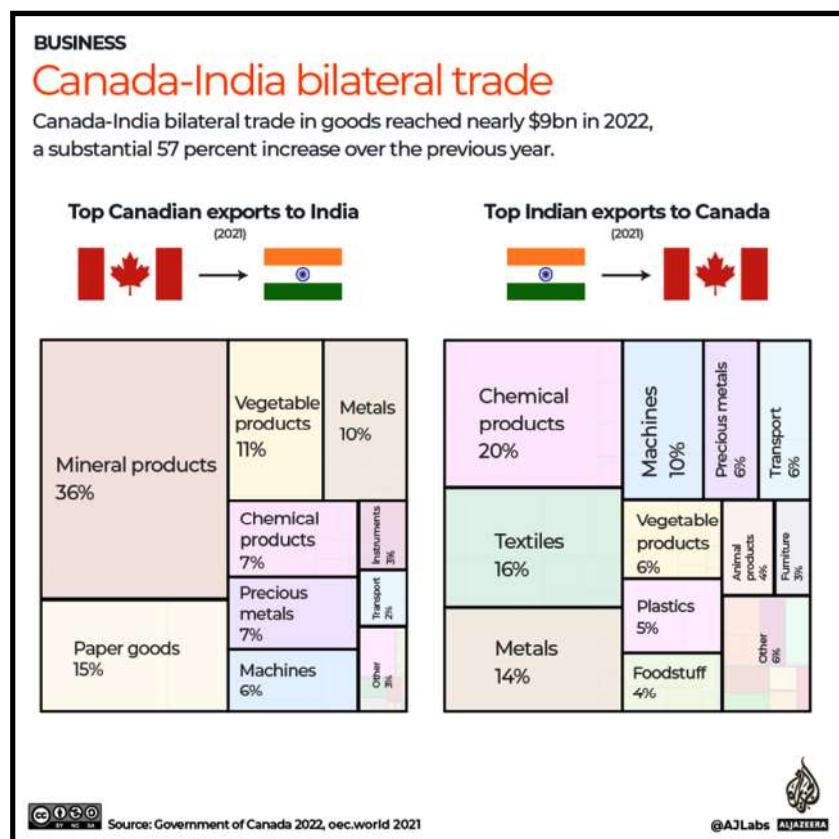 BUSINESS
Canada-India bilateral trade
Canada-India bilateral trade in goods reached nearly $9bn in 2022,
a substantial 57 percent increase over the previous year.
Top Canadian exports to India
(2021)
Mineral products
36%
Paper goods
15%
Vegetable
products
11%
Metals
10%
Chemical
products
7%
Precious
metals
7%
Machines
6%
Instruments
3%
Transport
2%
Other
3%
Top Indian exports to Canada
(2021)
Chemical
products
20%
Textiles
16%
Metals
14%
Machines
10%
Precious metals
6%
Transport
6%
Vegetable
products
6%
Plastics
5%
Foodstuff
4%
Animal
products
4%
Furniture
3%
Other
6%
cc
BY NC SA
Source: Government of Canada 2022, oec.world 2021
@AJLabs
ALJAZEERA